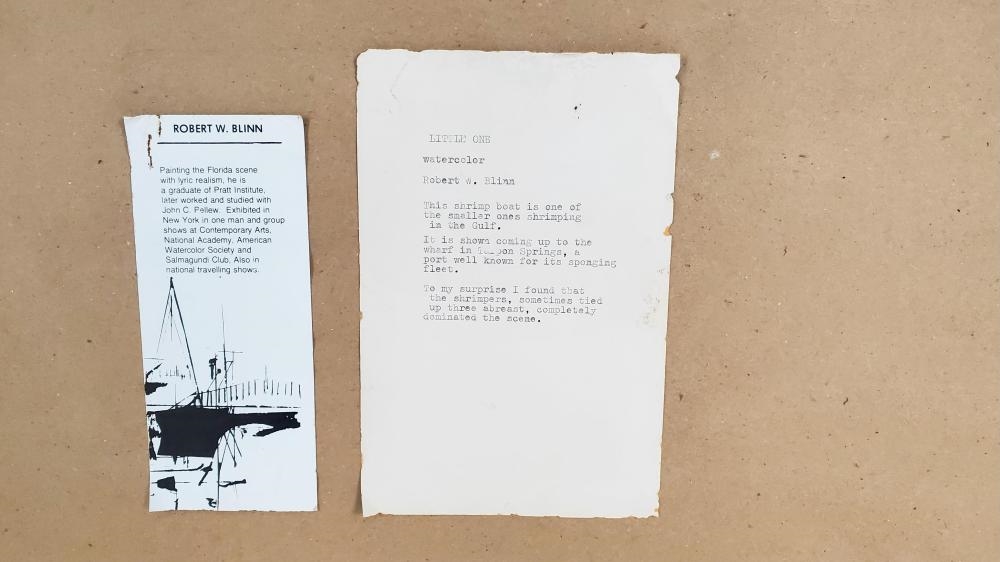 ROBERT W. BLINN
Painting the Florida scene
with lyric realism, he is
a graduate of Pratt Institute,
later worked and studied with
John C. Pellew. Exhibited in
New York in one man and group
shows at Contemporary Arts,
National Academy, American
Watercolor Society and
Salmagundi Club, Also in
national travelling shows.
LITTLE ONE
watercolor
Robert W. Blinn
This shrimp boat is one of
the smaller ones shrimping
in the Gulf.
It is shown coming up to the
wharf in Tarpon Springs, a
port well known for its sponging
fleet.
To my surprise I found that
the shrimpers, sometimes tied
up three abreast, completely
dominated the scene.